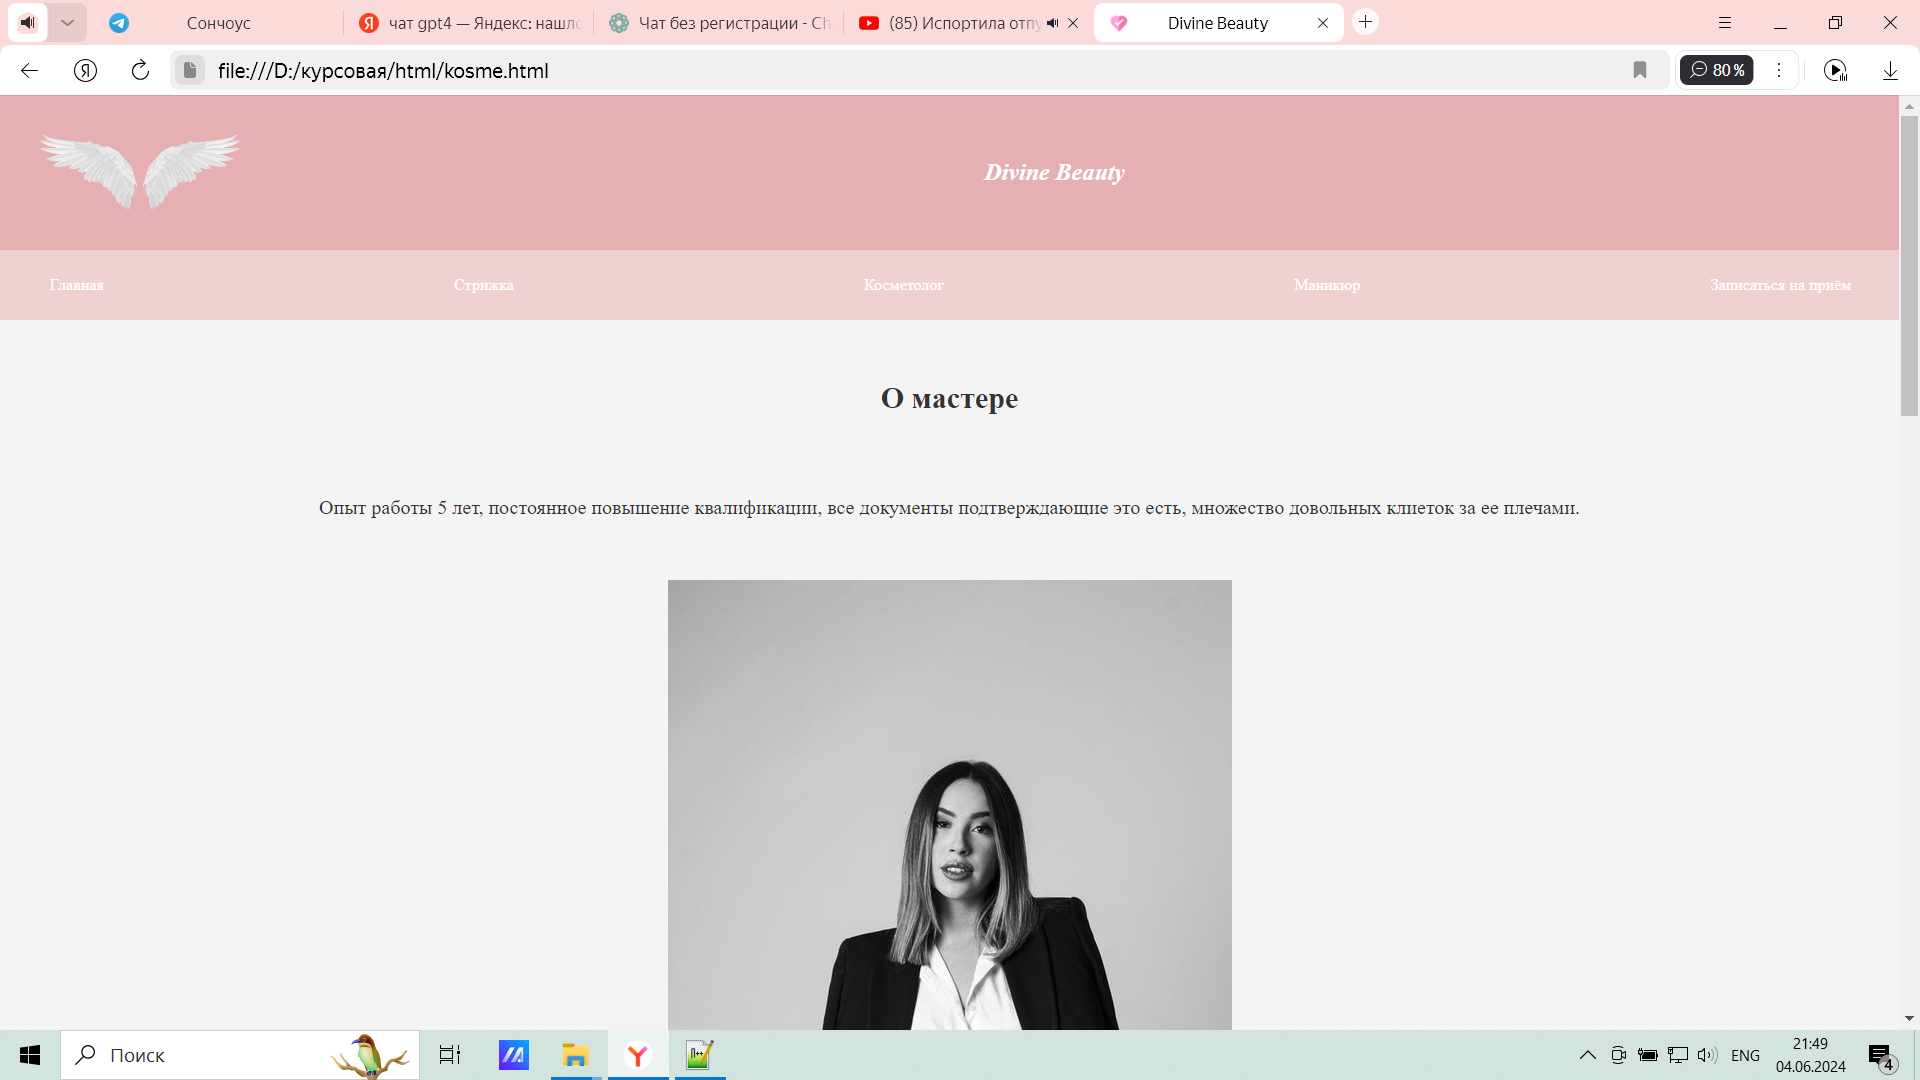 Сончоус
Я чат gpt4 — Яндекс: нашло
Чат без регистрации - Ch
(85) Испортила отпу
Divine Beauty
Я
file:///D:/курсовая/html/kosme.html
80 %
Divine Beauty
Главная
Стрижка
Косметолог
Маникюр
Записаться на приём
О мастере
Опыт работы 5 лет, постоянное повышение квалификации, все документы подтверждающие это есть, множество довольных клиеток за ее плечами.
Поиск
ENG
21:49
04.06.2024
4